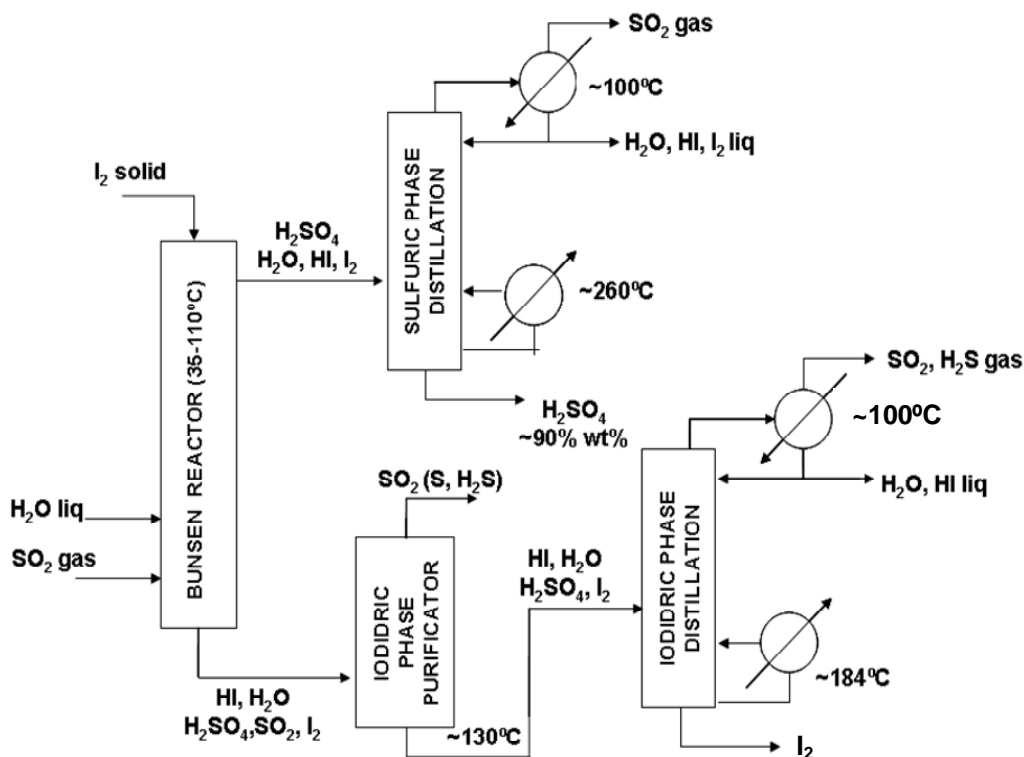 SO₂ gas
~100ºC
H₂O, HI, I₂ liq
SULFURIC PHASE
DISTILLATION
I₂ solid
H₂SO₄
H₂O, HI, I₂
~260ºC
H₂SO₄
~90% wt%
BUNSEN REACTOR (35-110ºC)
H₂O liq
SO₂ gas
SO₂, H₂S gas
~100ºC
H₂O, HI liq
SO₂ (S, H₂S)
IODIDRIC
PHASE
PURIFICATOR
HI, H₂O
H₂SO₄, I₂
IODIDRIC PHASE
DISTILLATION
~184ºC
HI, H₂O
H₂SO₄,SO₂, I₂
~130ºC
I₂